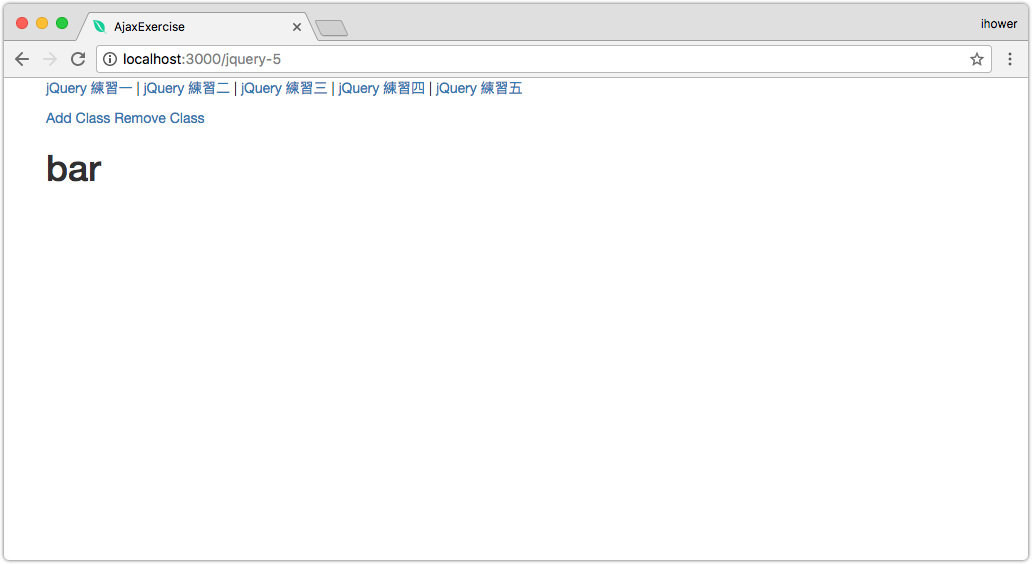 AjaxExercise
ihower
localhost:3000/jquery-5
jQuery 練習一 | jQuery 練習二 | jQuery 練習三 | jQuery 練習四 | jQuery 練習五
Add Class Remove Class
bar